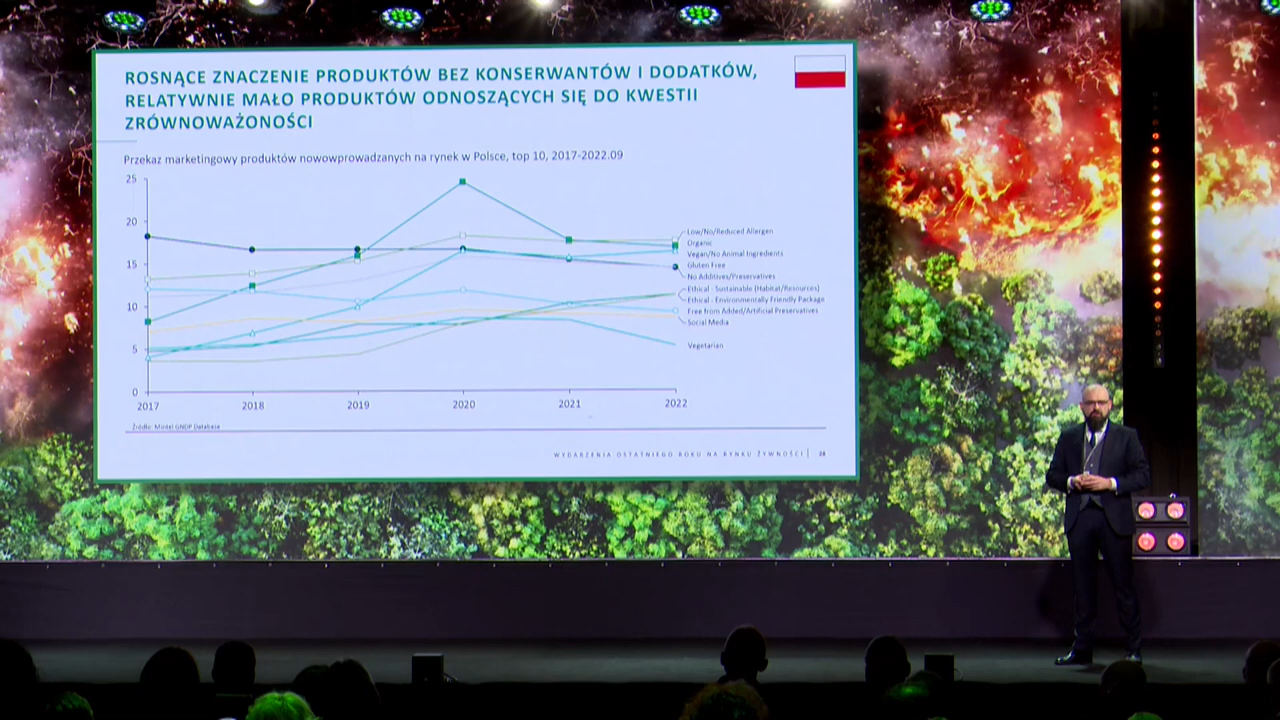 ROSNĄCE ZNACZENIE PRODUKTÓW BEZ KONSERWANTÓW I DODATKÓW,
RELATYWNIE MAŁO PRODUKTÓW ODNOSZĄCYCH SIĘ DO KWESTII
ZRÓWNOWAŻONOŚCI
Przekaz marketingowy produktów nowowprowadzanych na rynek w Polsce, top 10, 2017-2022.09
25
20
15
10
5
0
2017 2018 2019 2020 2021 2022
Low/No/Reduced Allergen
Organic
Vegan/No Animal Ingredients
Gluten Free
No Additives/Preservatives
Ethical - Sustainable (Habitat/Resources)
Ethical - Environmentally Friendly Package
Free from Added/Artificial Preservatives
Social Media
Vegetarian
Źródło: Mintel GNDP Database
WYDARZENIA OSTATNIEGO ROKU NA RYNKU ŻYWNOŚCI | 28